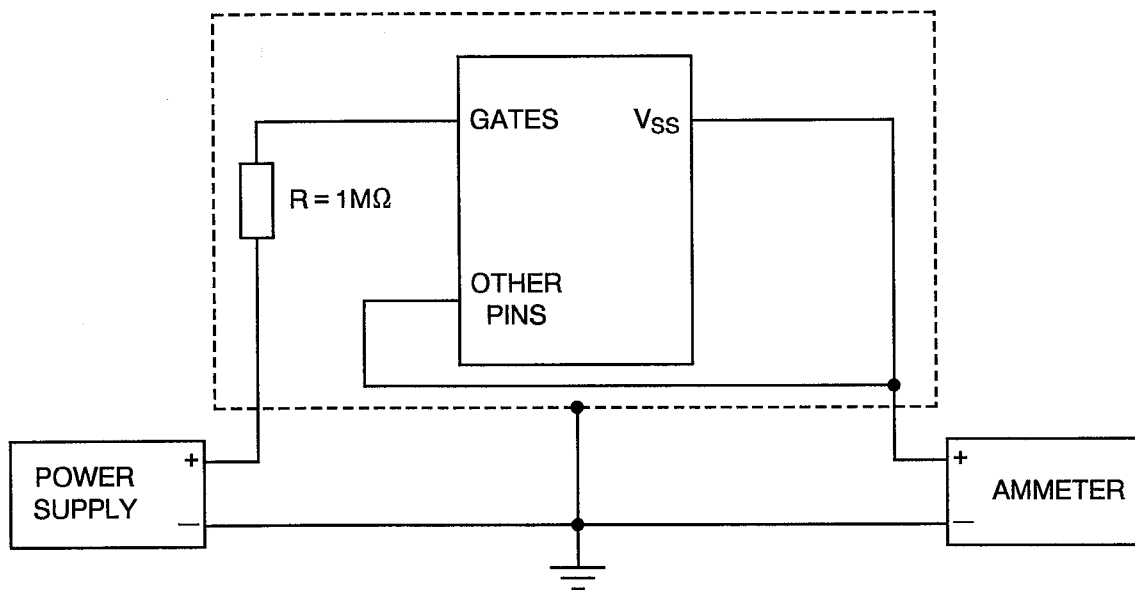 GATES
VSS
R = 1MΩ
OTHER
PINS
+
POWER
SUPPLY
—
+
AMMETER
—